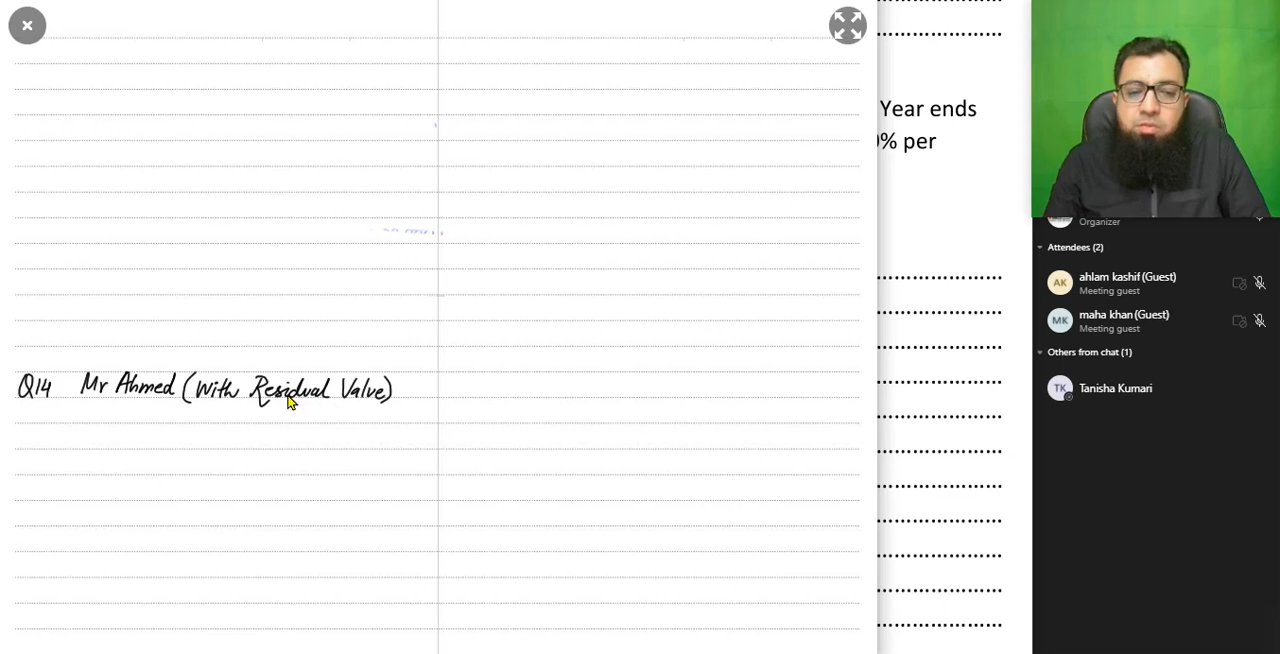 Year ends
% per
Organizer
Attendees (2)
AK
ahlam kashif (Guest)
Meeting guest
MK
maha khan (Guest)
Meeting guest
Others from chat (1)
TK
Tanisha Kumari
Q14 Mr Ahmed (With Residual Value)